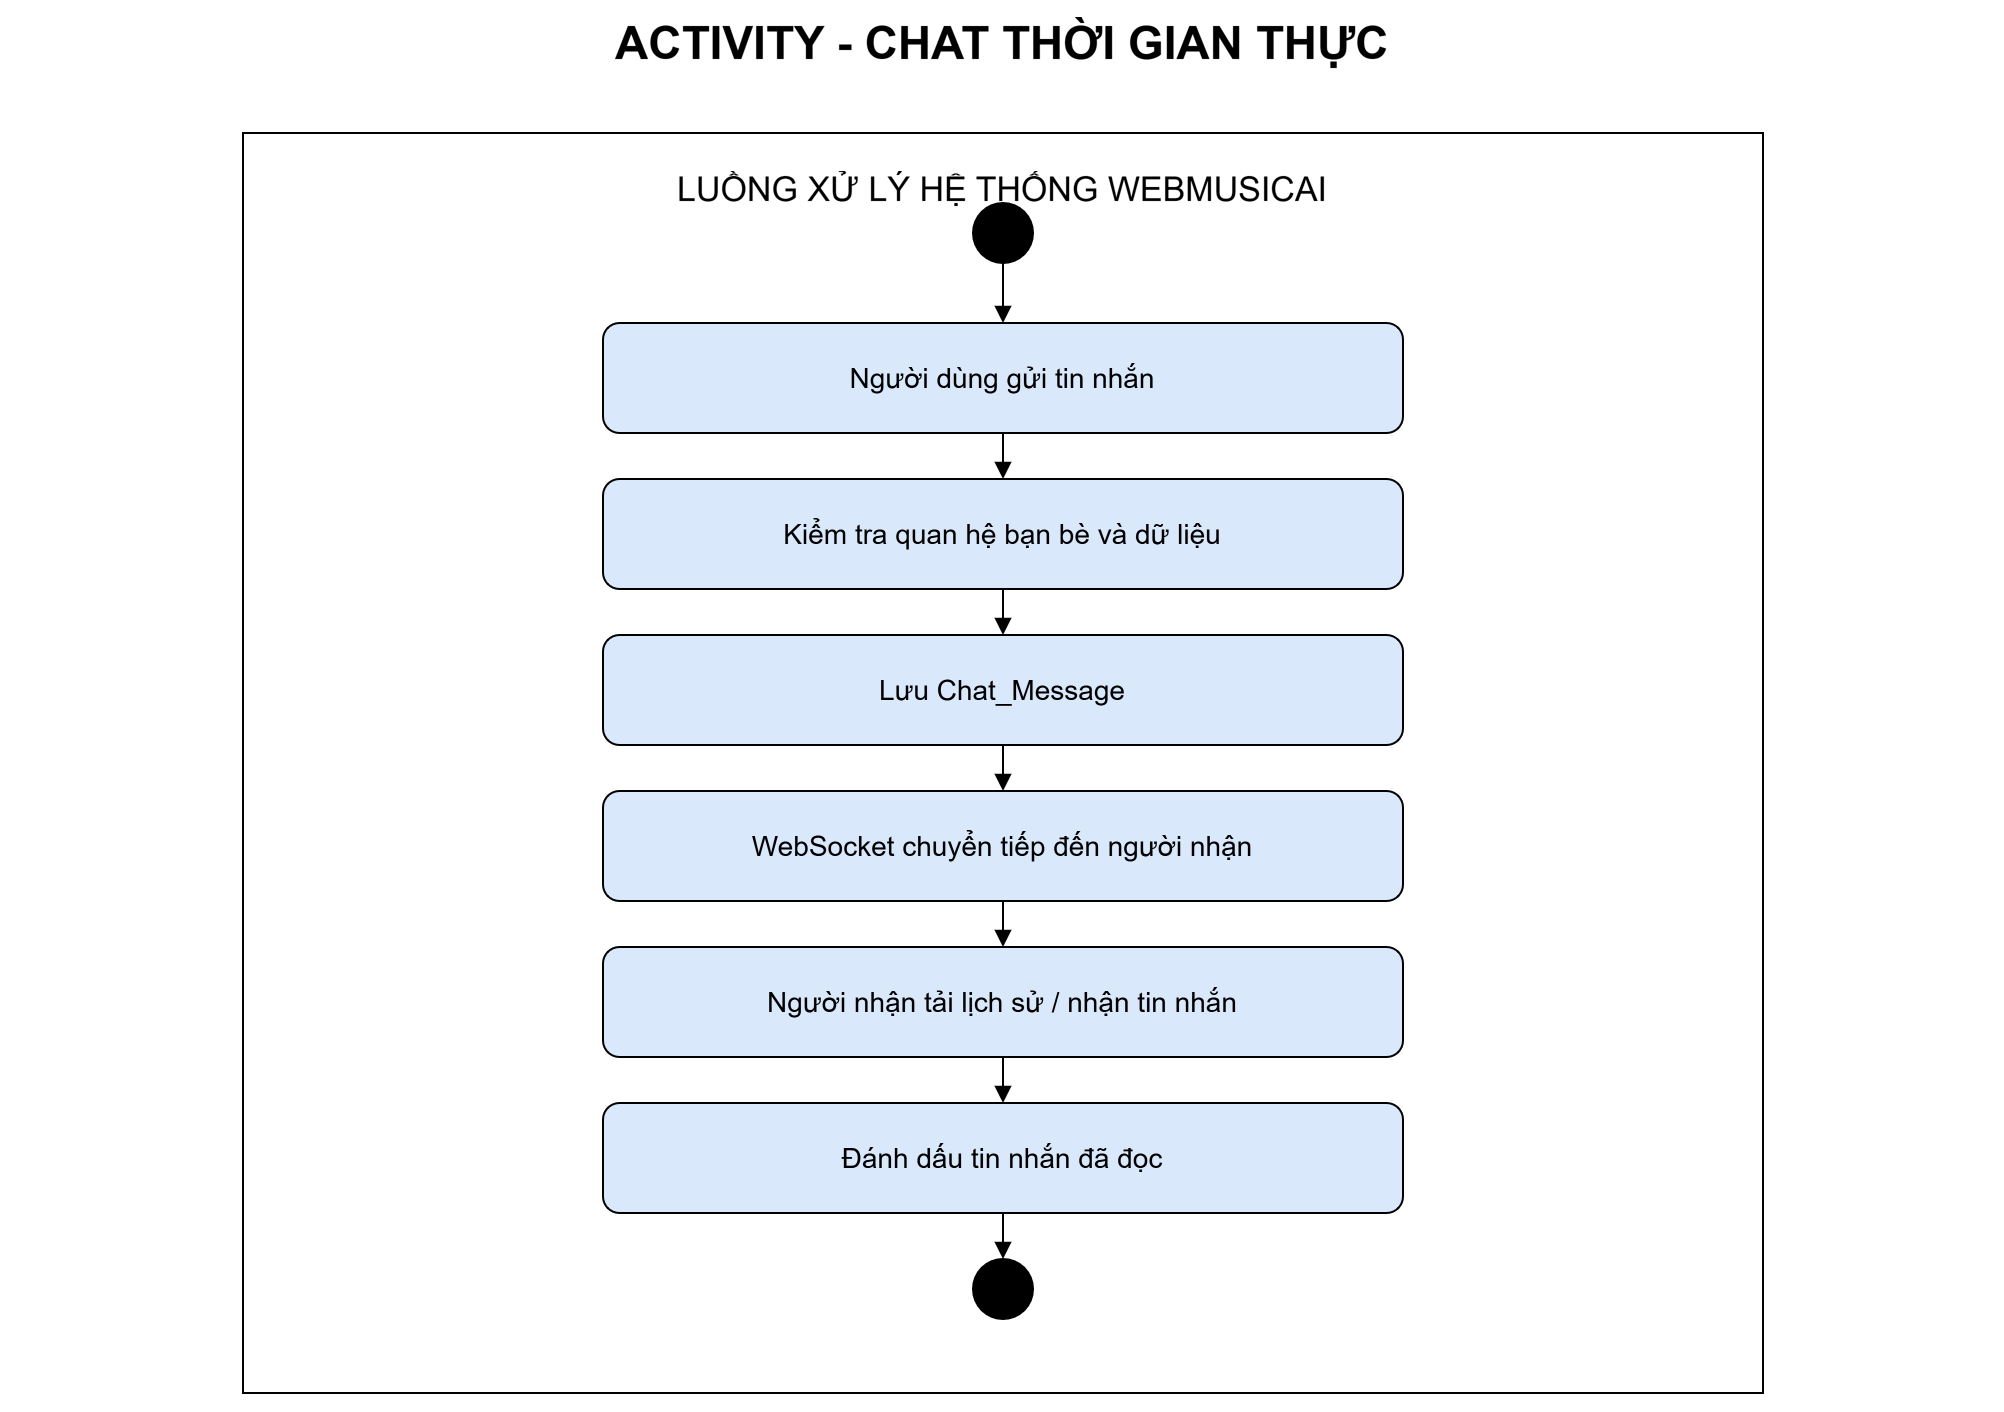 ACTIVITY - CHAT THỜI GIAN THỰC
LUỒNG XỬ LÝ HỆ THỐNG WEBMUSICAI
Người dùng gửi tin nhắn
Kiểm tra quan hệ bạn bè và dữ liệu
Lưu Chat_Message
WebSocket chuyển tiếp đến người nhận
Người nhận tải lịch sử / nhận tin nhắn
Đánh dấu tin nhắn đã đọc